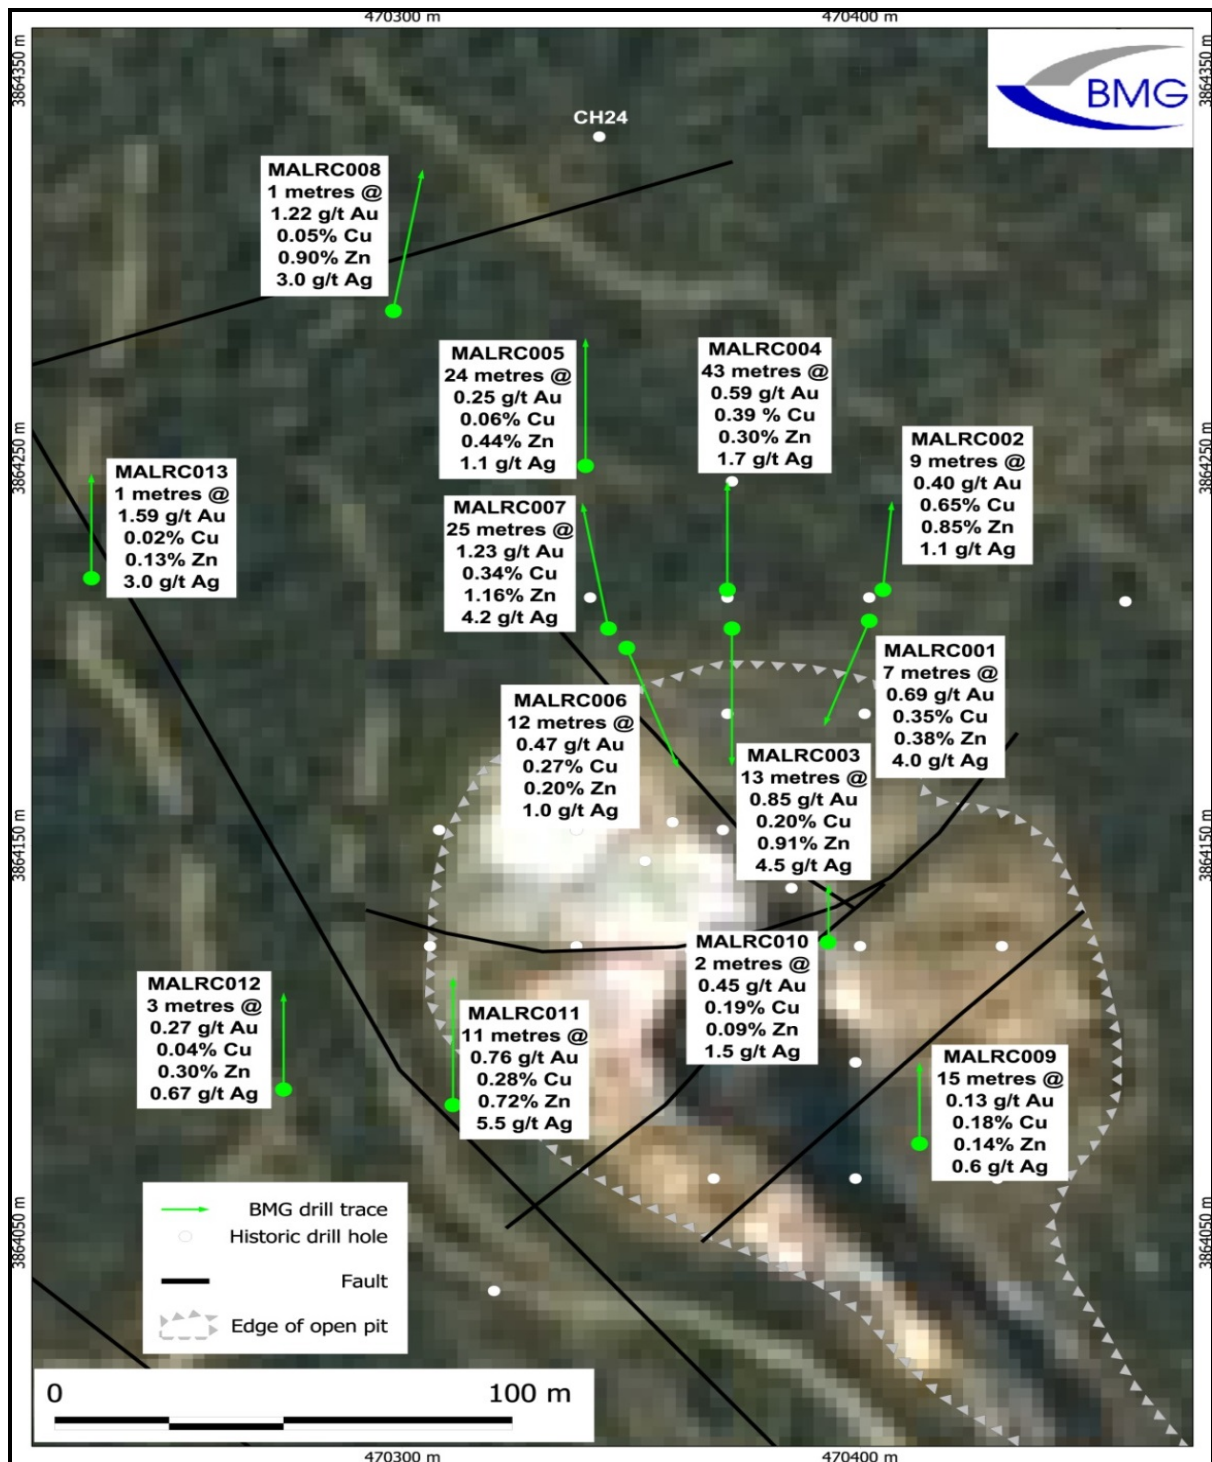 470300 m
470400 m
3864350 m
3864350 m
BMG
CH24
MALRC008
1 metres @
1.22 g/t Au
0.05% Cu
0.90% Zn
3.0 g/t Ag
MALRC005
24 metres @
0.25 g/t Au
0.06% Cu
0.44% Zn
1.1 g/t Ag
MALRC004
43 metres @
0.59 g/t Au
0.39 % Cu
0.30% Zn
1.7 g/t Ag
MALRC002
9 metres @
0.40 g/t Au
0.65% Cu
0.85% Zn
1.1 g/t Ag
3864250 m
3864250 m
MALRC013
1 metres @
1.59 g/t Au
0.02% Cu
0.13% Zn
3.0 g/t Ag
MALRC007
25 metres @
1.23 g/t Au
0.34% Cu
1.16% Zn
4.2 g/t Ag
MALRC001
7 metres @
0.69 g/t Au
0.35% Cu
0.38% Zn
4.0 g/t Ag
MALRC006
12 metres @
0.47 g/t Au
0.27% Cu
0.20% Zn
1.0 g/t Ag
MALRC003
13 metres @
0.85 g/t Au
0.20% Cu
0.91% Zn
4.5 g/t Ag
3864150 m
3864150 m
MALRC010
2 metres @
0.45 g/t Au
0.19% Cu
0.09% Zn
1.5 g/t Ag
MALRC012
3 metres @
0.27 g/t Au
0.04% Cu
0.30% Zn
0.67 g/t Ag
MALRC011
11 metres @
0.76 g/t Au
0.28% Cu
0.72% Zn
5.5 g/t Ag
MALRC009
15 metres @
0.13 g/t Au
0.18% Cu
0.14% Zn
0.6 g/t Ag
3864050 m
3864050 m
BMG drill trace
Historic drill hole
Fault
Edge of open pit
0
100 m
470300 m
470400 m